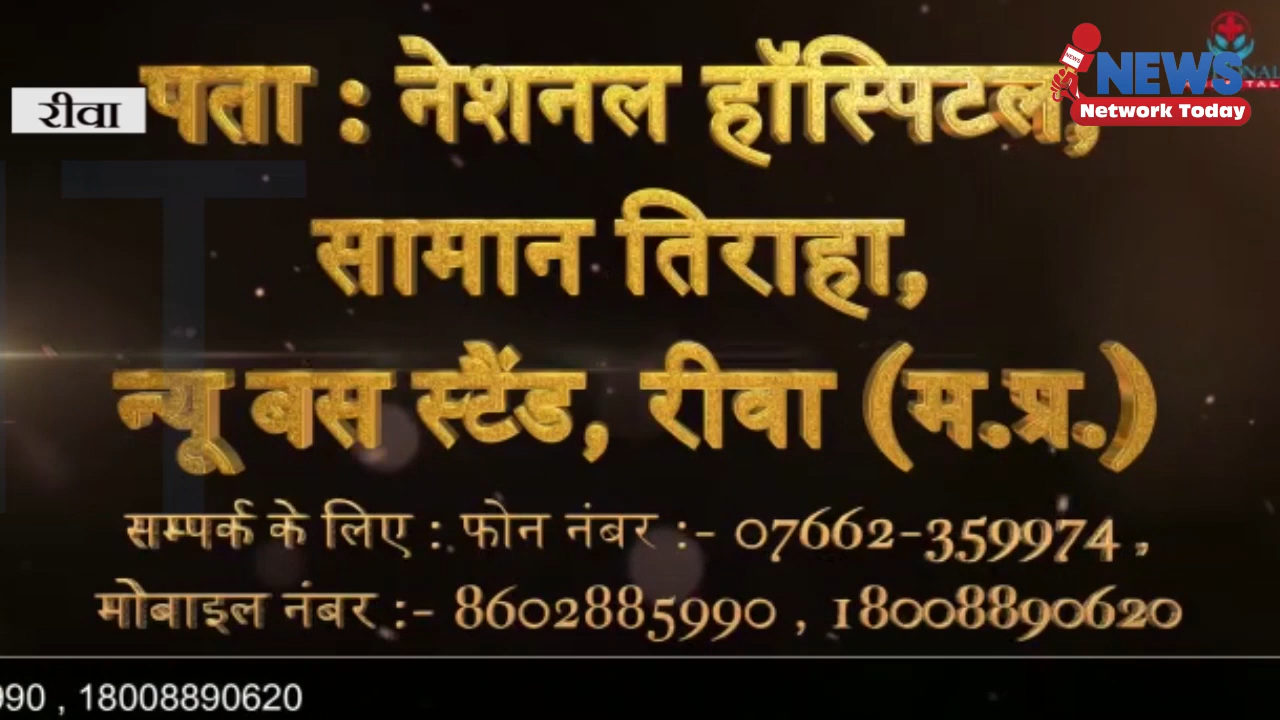 NEWS
Network Today
रीवा
पता : नेशनल हॉस्पिटल,
सामान तिराहा,
न्यू बस स्टैंड, रीवा (म.प्र.)
सम्पर्क के लिए : फोन नंबर :- 07662-359974 ,
मोबाइल नंबर :- 8602885990 , 18008890620
990 , 18008890620